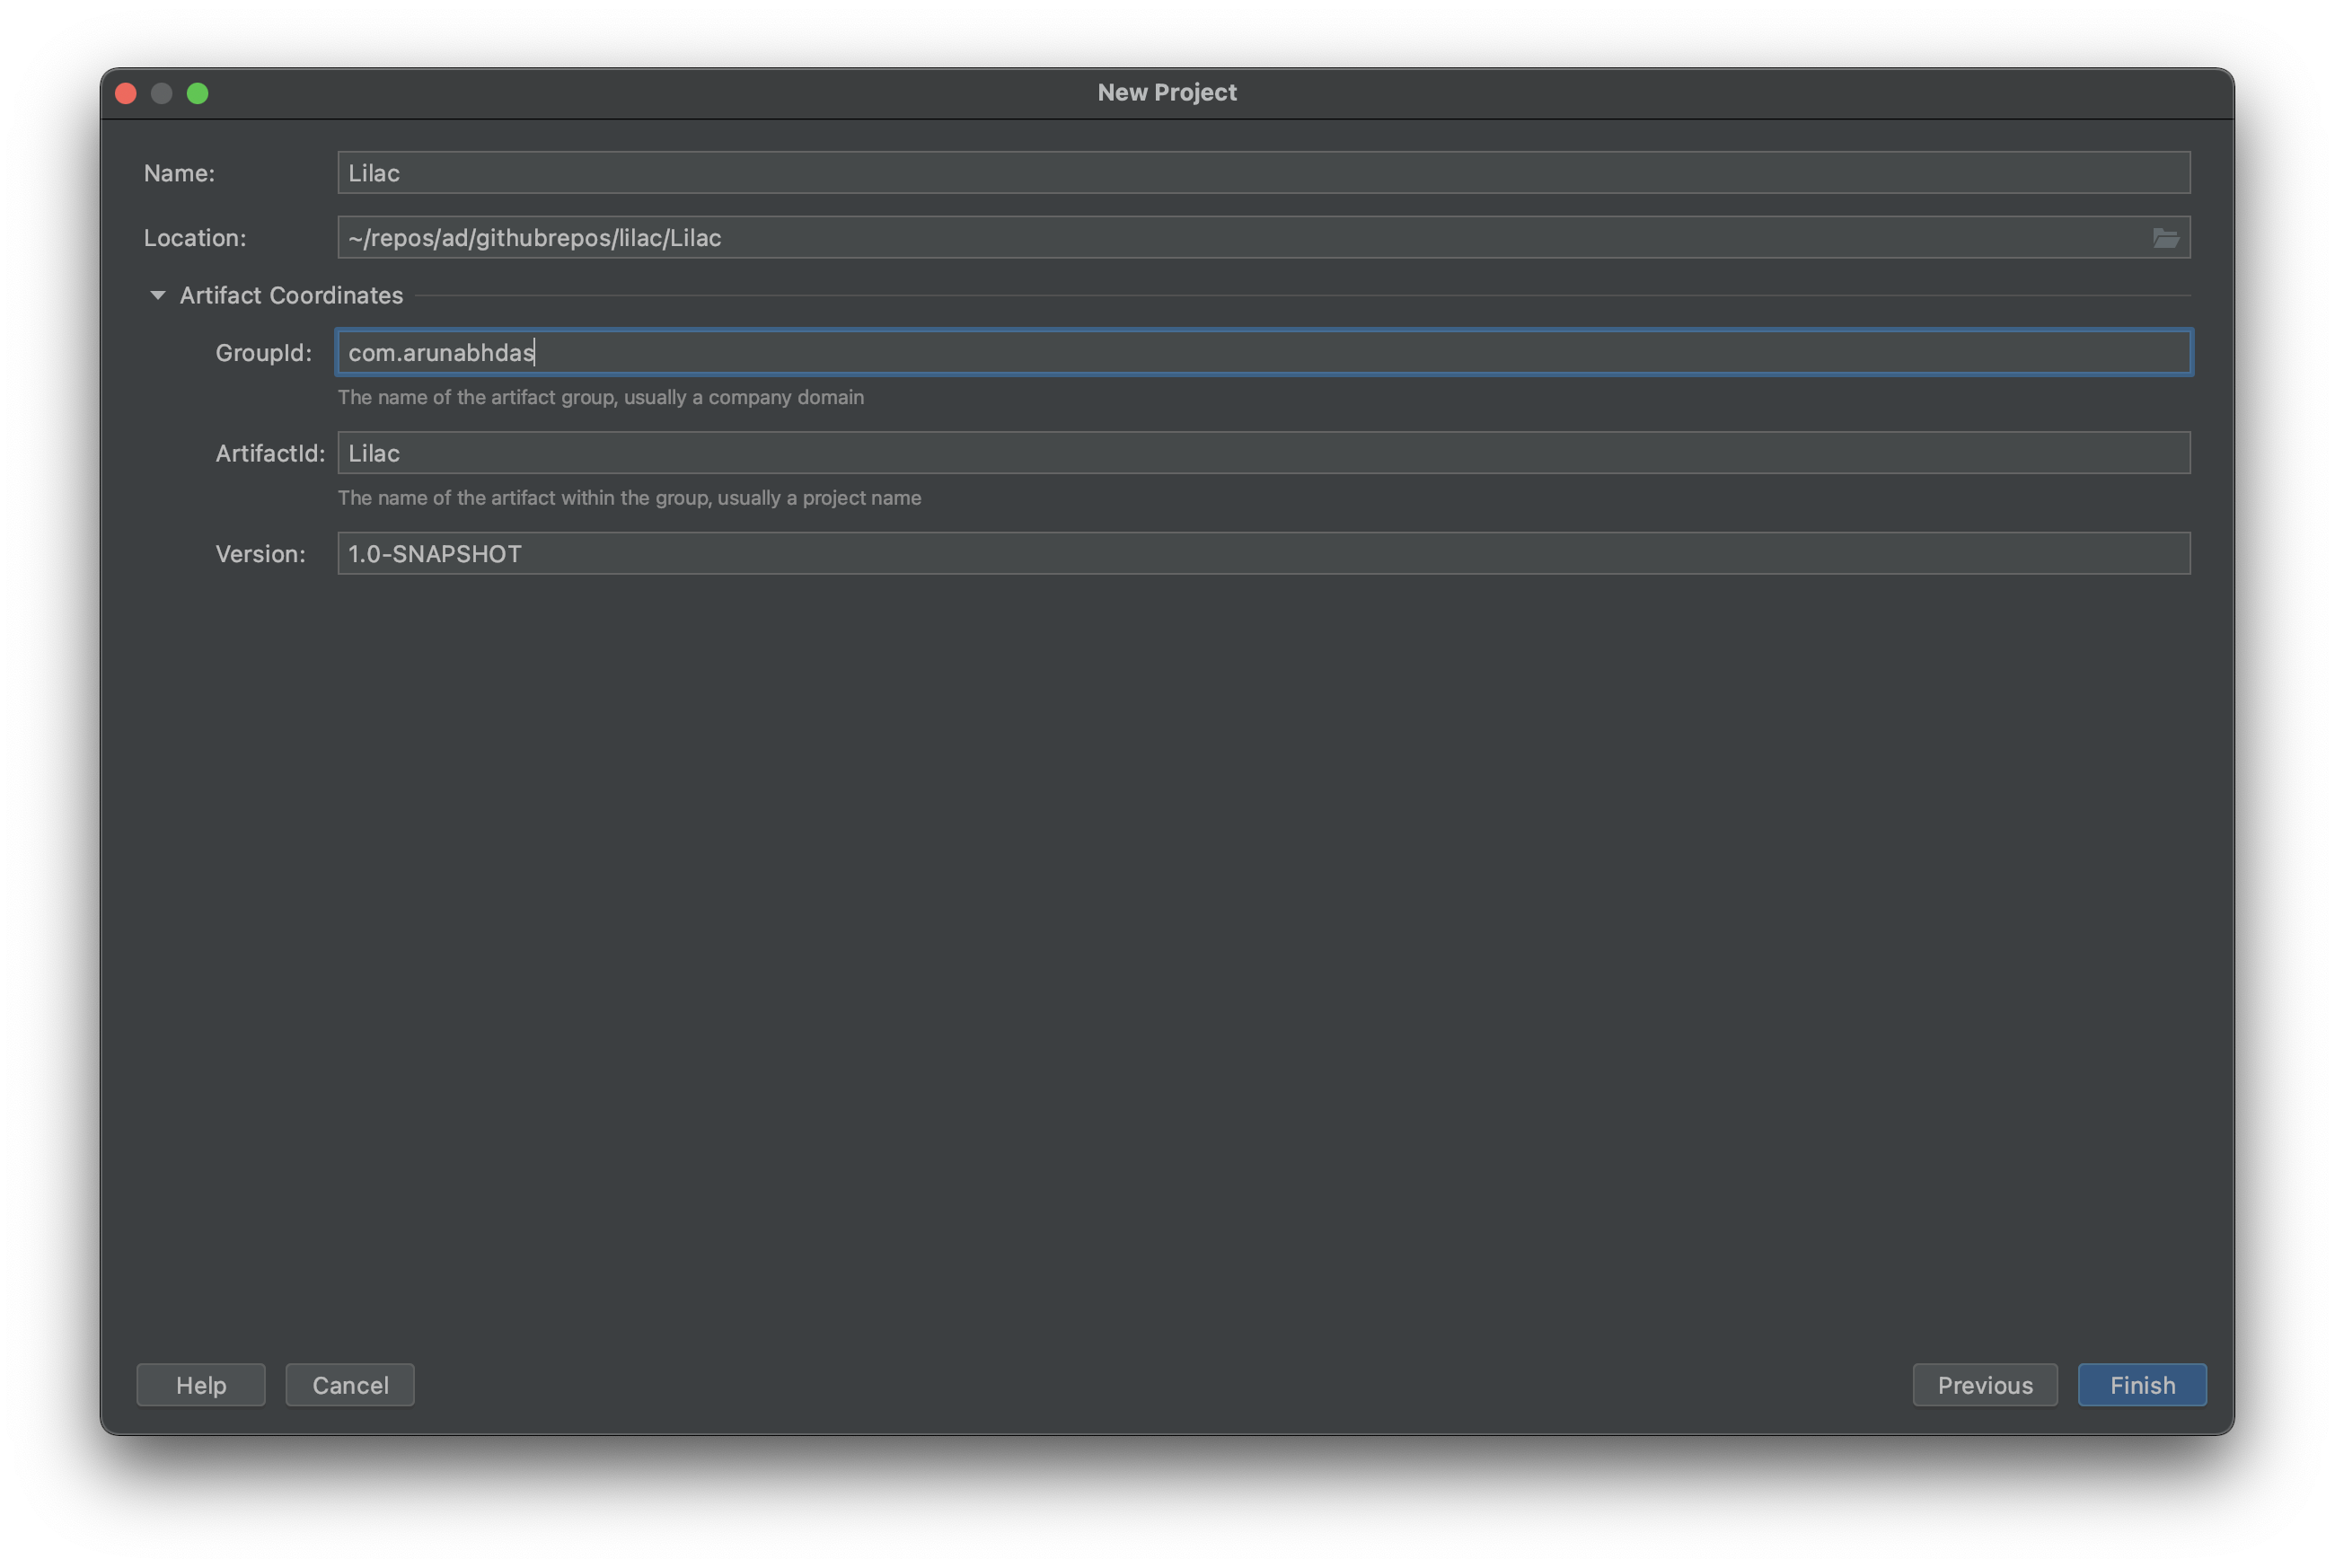 New Project
Name: Lilac
Location: ~/repos/ad/githubrepos/lilac/Lilac
Artifact Coordinates
GroupId: com.arunabhdas
The name of the artifact group, usually a company domain
ArtifactId: Lilac
The name of the artifact within the group, usually a project name
Version: 1.0-SNAPSHOT
Help Cancel Previous Finish